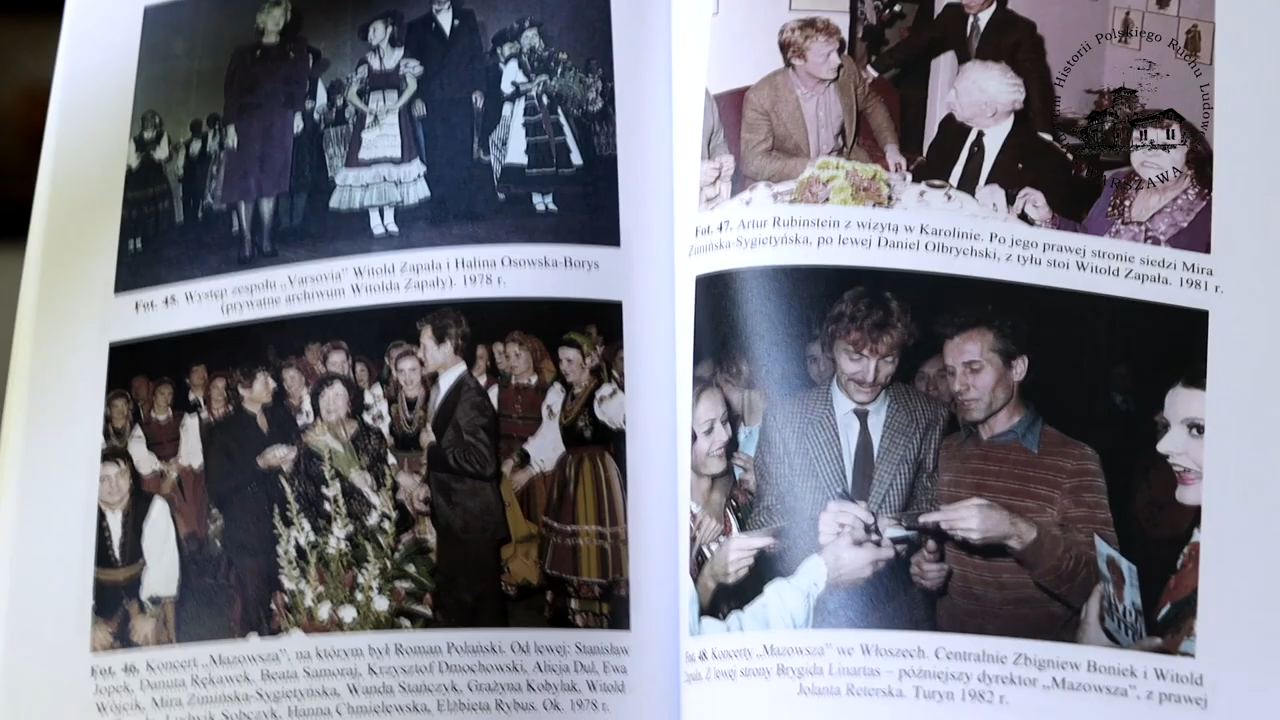 Fot. 45. Występ zespołu „Varsovia” Witold Zapała i Halina Osowska-Borys
(prywatne archiwum Witolda Zapały). 1978 r.
Fot. 46. Koncert „Mazowsza”, na którym był Roman Polański. Od lewej: Stanisław
Jopek, Danuta Rękawek, Beata Samoraj, Krzysztof Dmochowski, Alicja Dul, Ewa
Wójcik, Mira Zimińska-Sygietyńska, Wanda Stańczyk, Grażyna Kobylak, Witold
Ludwik Sobczyk, Hanna Chmielewska, Elżbieta Rybus. Ok. 1978 r.
Fot. 47. Artur Rubinstein z wizytą w Karolinie. Po jego prawej stronie siedzi Mira
Zimińska-Sygietyńska, po lewej Daniel Olbrychski, z tyłu stoi Witold Zapała. 1981 r.
Fot. 48. Koncerty „Mazowsza” we Włoszech. Centralnie Zbigniew Boniek i Witold
Zapała. Z lewej strony Brygida Linartas – późniejszy dyrektor „Mazowsza”, z prawej
Jolanta Reterska. Turyn 1982 r.
Historii Polskiego Ruchu
WARSZAWA